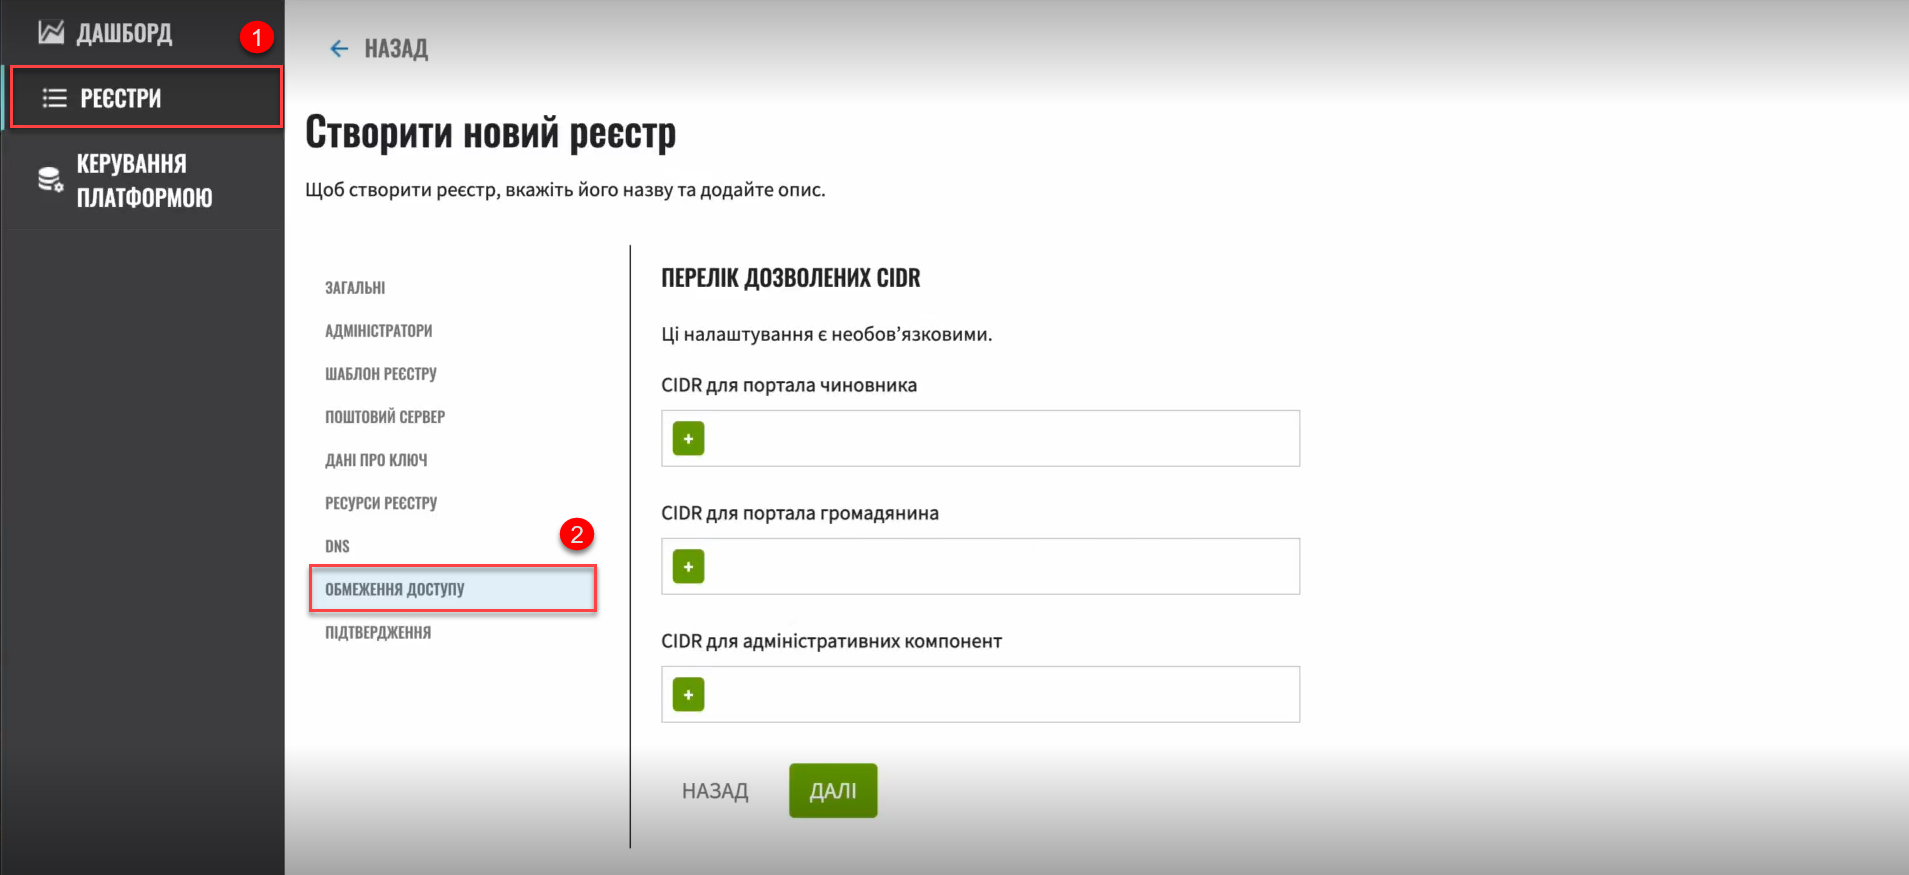 ДАШБОРД
1
РЕЄСТРИ
КЕРУВАННЯ
ПЛАТФОРМОЮ
НАЗАД
Створити новий реєстр
Щоб створити реєстр, вкажіть його назву та додайте опис.
ЗАГАЛЬНІ
АДМІНІСТРАТОРИ
ШАБЛОН РЕЄСТРУ
ПОШТОВИЙ СЕРВЕР
ДАНІ ПРО КЛЮЧ
РЕСУРСИ РЕЄСТРУ
DNS
2
ОБМЕЖЕННЯ ДОСТУПУ
ПІДТВЕРДЖЕННЯ
ПЕРЕЛІК ДОЗВОЛЕНИХ CIDR
Ці налаштування є необов’язковими.
CIDR для портала чиновника
+
CIDR для портала громадянина
+
CIDR для адміністративних компонент
+
НАЗАД
ДАЛІ